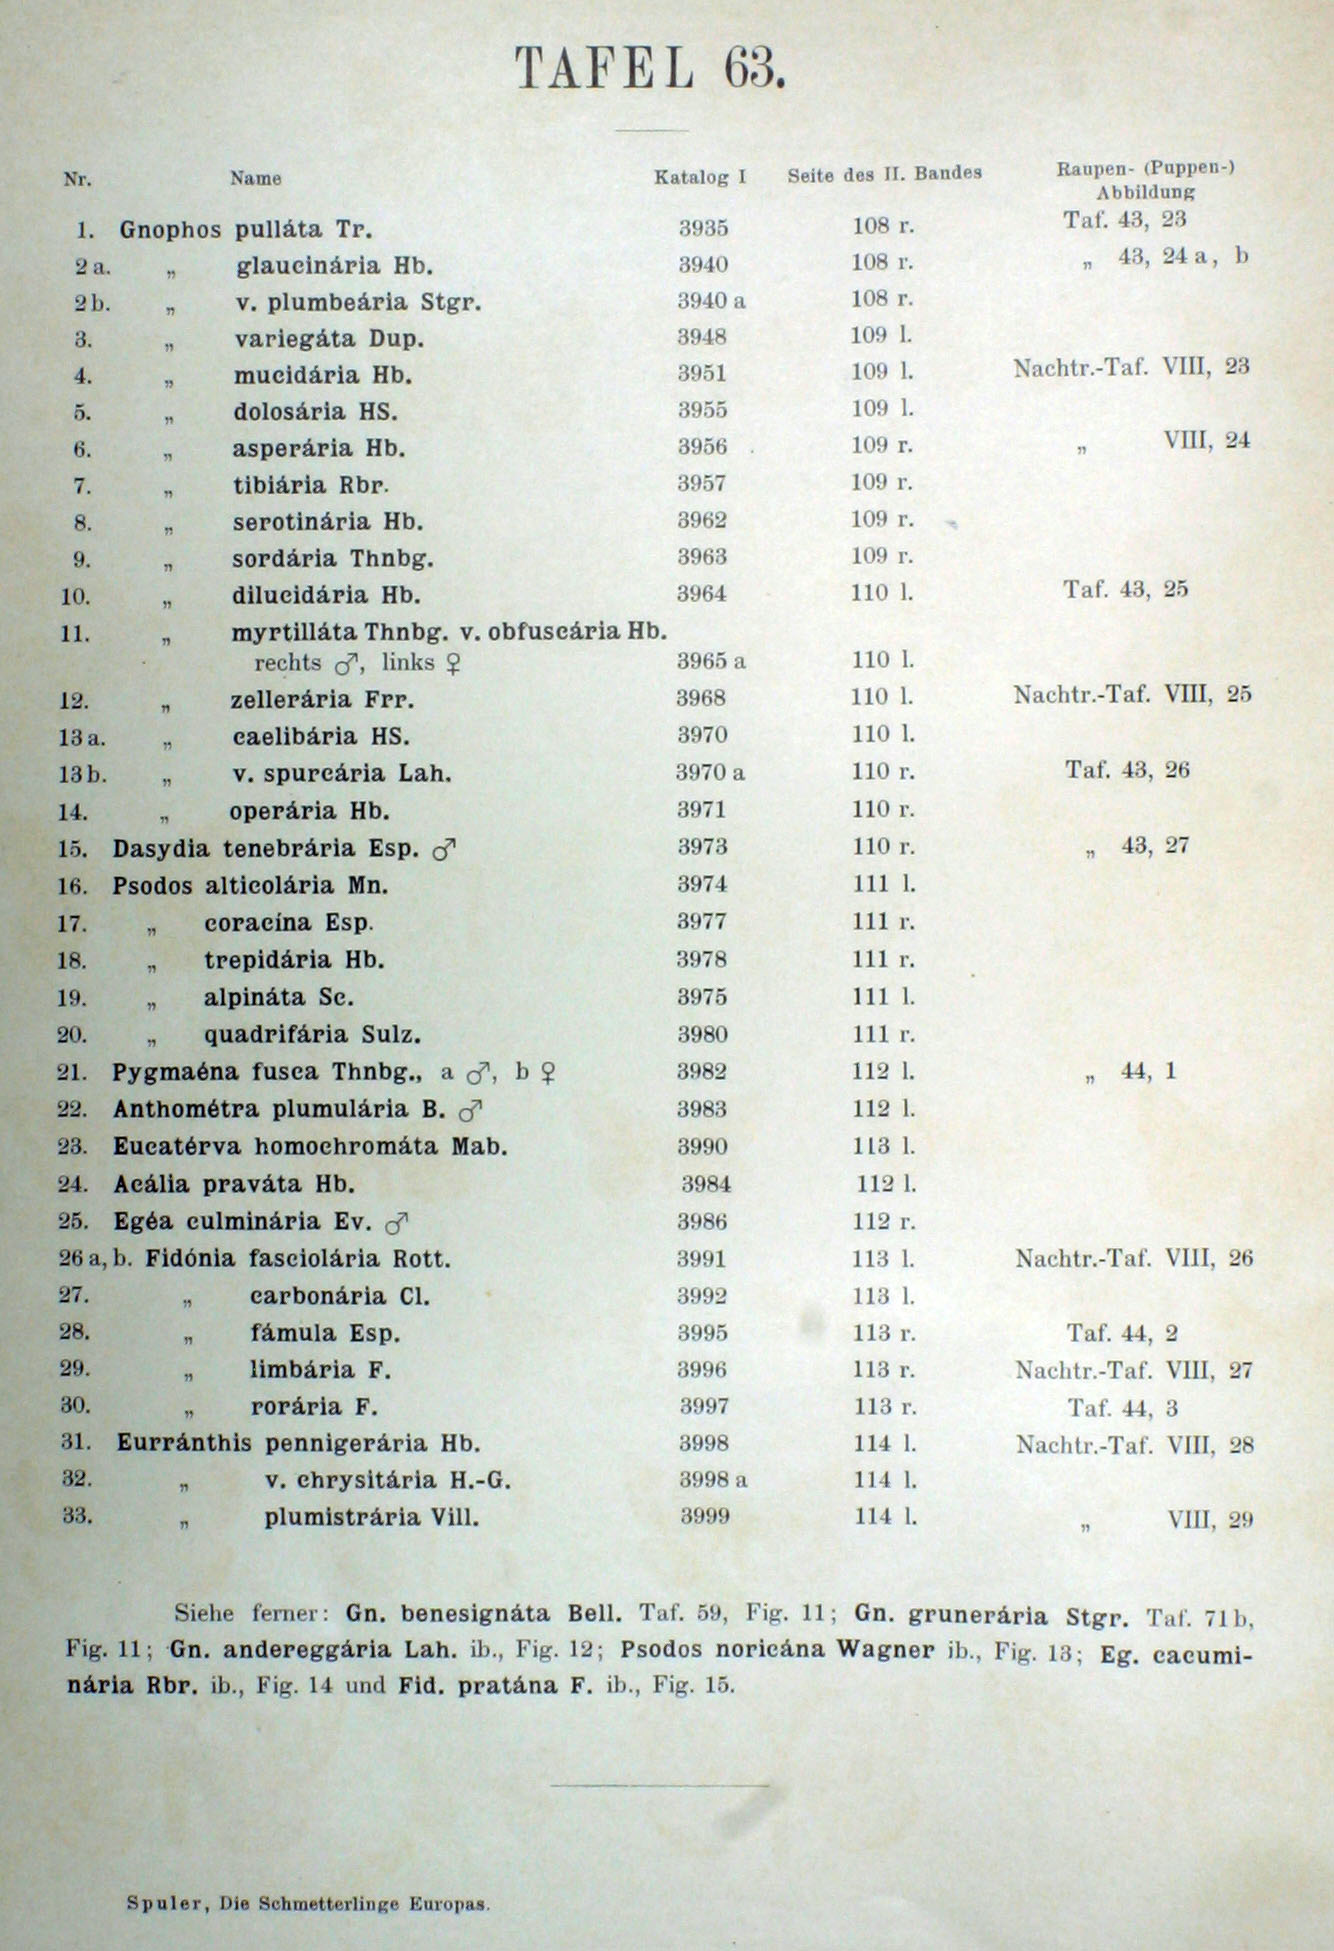 TAFEL 63.
Nr. Name Katalog I Seite des II. Bandes Raupen- (Puppen-) Abbildung
1. Gnophos pulláta Tr. 3935 108 r. Taf. 43, 23
2a. „ glaucinária Hb. 3940 108 r. „ 43, 24 a, b
2b. „ v. plumbeária Stgr. 3940 a 108 r.
3. „ variegáta Dup. 3948 109 l.
4. „ mucidária Hb. 3951 109 l. Nachtr.-Taf. VIII, 23
5. „ dolosária HS. 3955 109 l.
6. „ asperária Hb. 3956 109 r. „ VIII, 24
7. „ tibiária Rbr. 3957 109 r.
8. „ serotinária Hb. 3962 109 r.
9. „ sordária Thnbg. 3963 109 r.
10. „ dilucidária Hb. 3964 110 l. Taf. 43, 25
11. „ myrtilláta Thnbg. v. obfuscária Hb.
rechts ♂, links ♀ 3965 a 110 l.
12. „ zellerária Frr. 3968 110 l. Nachtr.-Taf. VIII, 25
13a. „ caelibária HS. 3970 110 l.
13b. „ v. spurcária Lah. 3970 a 110 r. Taf. 43, 26
14. „ operária Hb. 3971 110 r.
15. Dasydia tenebrária Esp. ♂ 3973 110 r. „ 43, 27
16. Psodos alticolária Mn. 3974 111 l.
17. „ coracína Esp. 3977 111 r.
18. „ trepidária Hb. 3978 111 r.
19. „ alpináta Sc. 3975 111 l.
20. „ quadrifária Sulz. 3980 111 r.
21. Pygmaéna fusca Thnbg., a ♂, b ♀ 3982 112 l. „ 44, 1
22. Anthométra plumulária B. ♂ 3983 112 l.
23. Eucatérva homochromáta Mab. 3990 113 l.
24. Acália praváta Hb. 3984 112 l.
25. Egéa culminária Ev. ♂ 3986 112 r.
26 a, b. Fidónia fasciolária Rott. 3991 113 l. Nachtr.-Taf. VIII, 26
27. „ carbonária Cl. 3992 113 l.
28. „ fámula Esp. 3995 113 r. Taf. 44, 2
29. „ limbária F. 3996 113 r. Nachtr.-Taf. VIII, 27
30. „ rorária F. 3997 113 r. Taf. 44, 3
31. Eurránthis pennigerária Hb. 3998 114 l. Nachtr.-Taf. VIII, 28
32. „ v. chrysitária H.-G. 3998 a 114 l.
33. „ plumistrária Vill. 3999 114 l. „ VIII, 29
Siehe ferner: Gn. benesignáta Bell. Taf. 59, Fig. 11; Gn. grunerária Stgr. Taf. 71b,
Fig. 11; Gn. andereggária Lah. ib., Fig. 12; Psodos noricána Wagner ib., Fig. 13; Eg. cacumi-
nária Rbr. ib., Fig. 14 und Fid. pratána F. ib., Fig. 15.
Spuler, Die Schmetterlinge Europas.